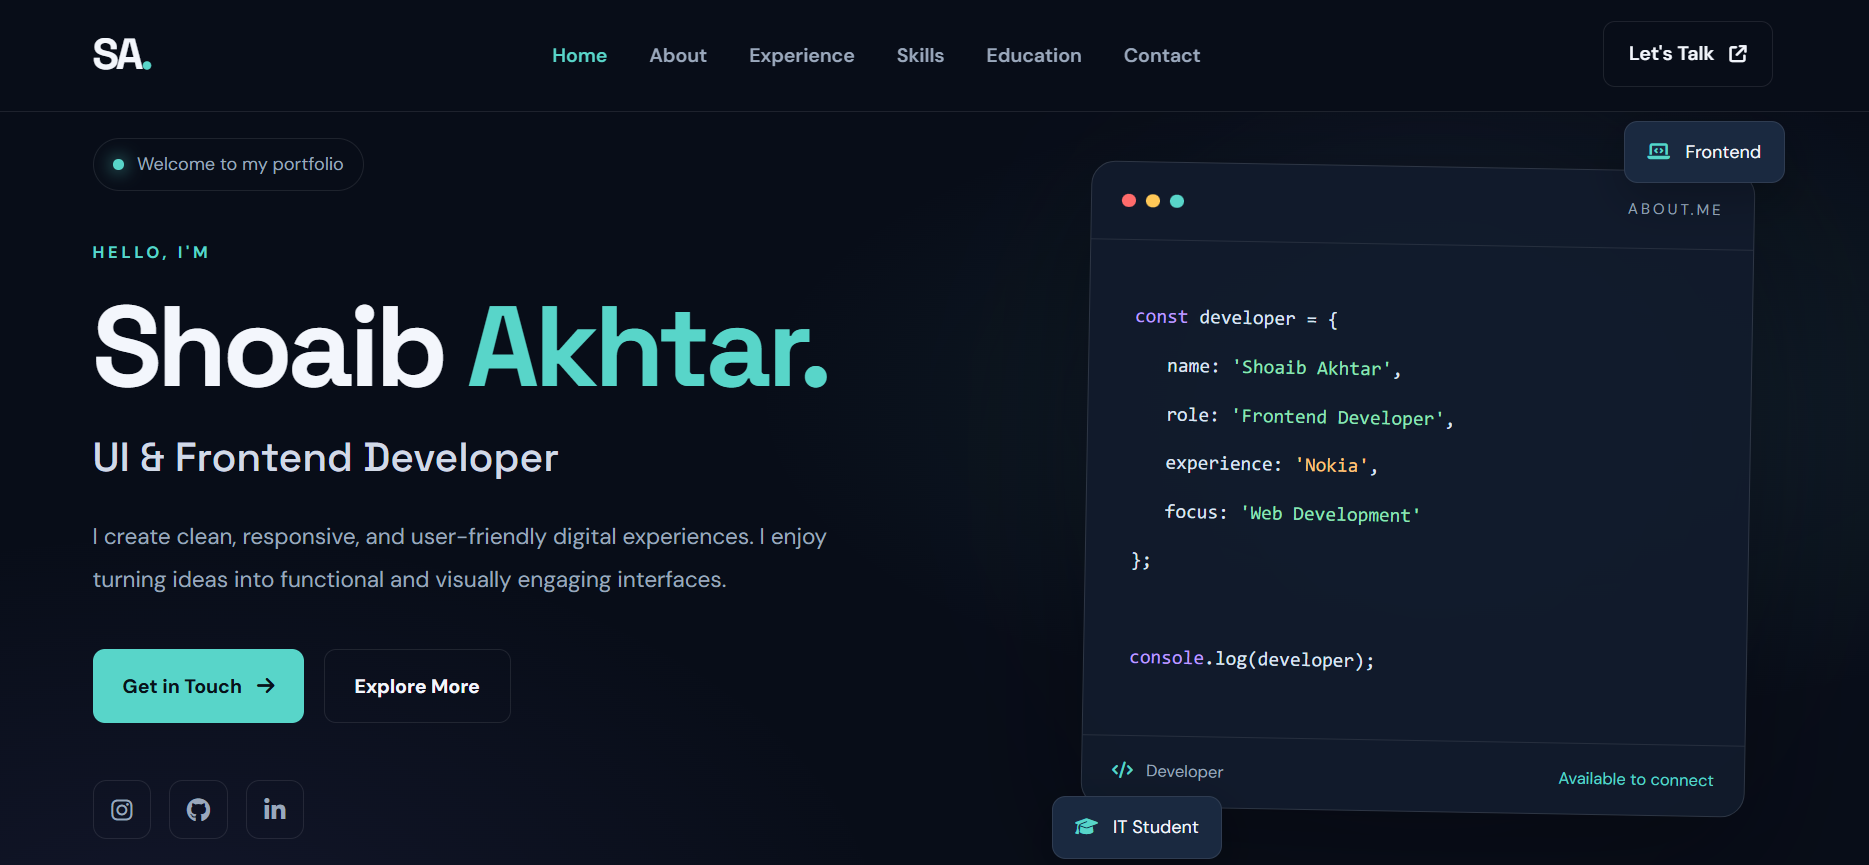 SA.
Home About Experience Skills Education Contact
Let's Talk
Welcome to my portfolio
HELLO, I'M
Shoaib Akhtar.
UI & Frontend Developer
I create clean, responsive, and user-friendly digital experiences. I enjoy
turning ideas into functional and visually engaging interfaces.
Get in Touch
Explore More
Frontend
ABOUT.ME
const developer = {
name: 'Shoaib Akhtar',
role: 'Frontend Developer',
experience: 'Nokia',
focus: 'Web Development'
};
console.log(developer);
</> Developer
Available to connect
IT Student